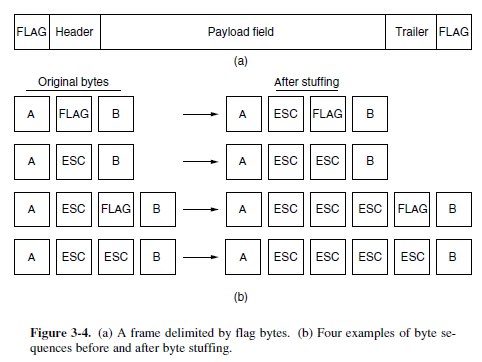 FLAG Header Payload field Trailer FLAG
(a)
Original bytes After stuffing
A FLAG B A ESC FLAG B
A ESC B A ESC ESC B
A ESC FLAG B A ESC ESC ESC FLAG B
A ESC ESC B A ESC ESC ESC ESC B
(b)
Figure 3-4. (a) A frame delimited by flag bytes. (b) Four examples of byte se-
quences before and after byte stuffing.